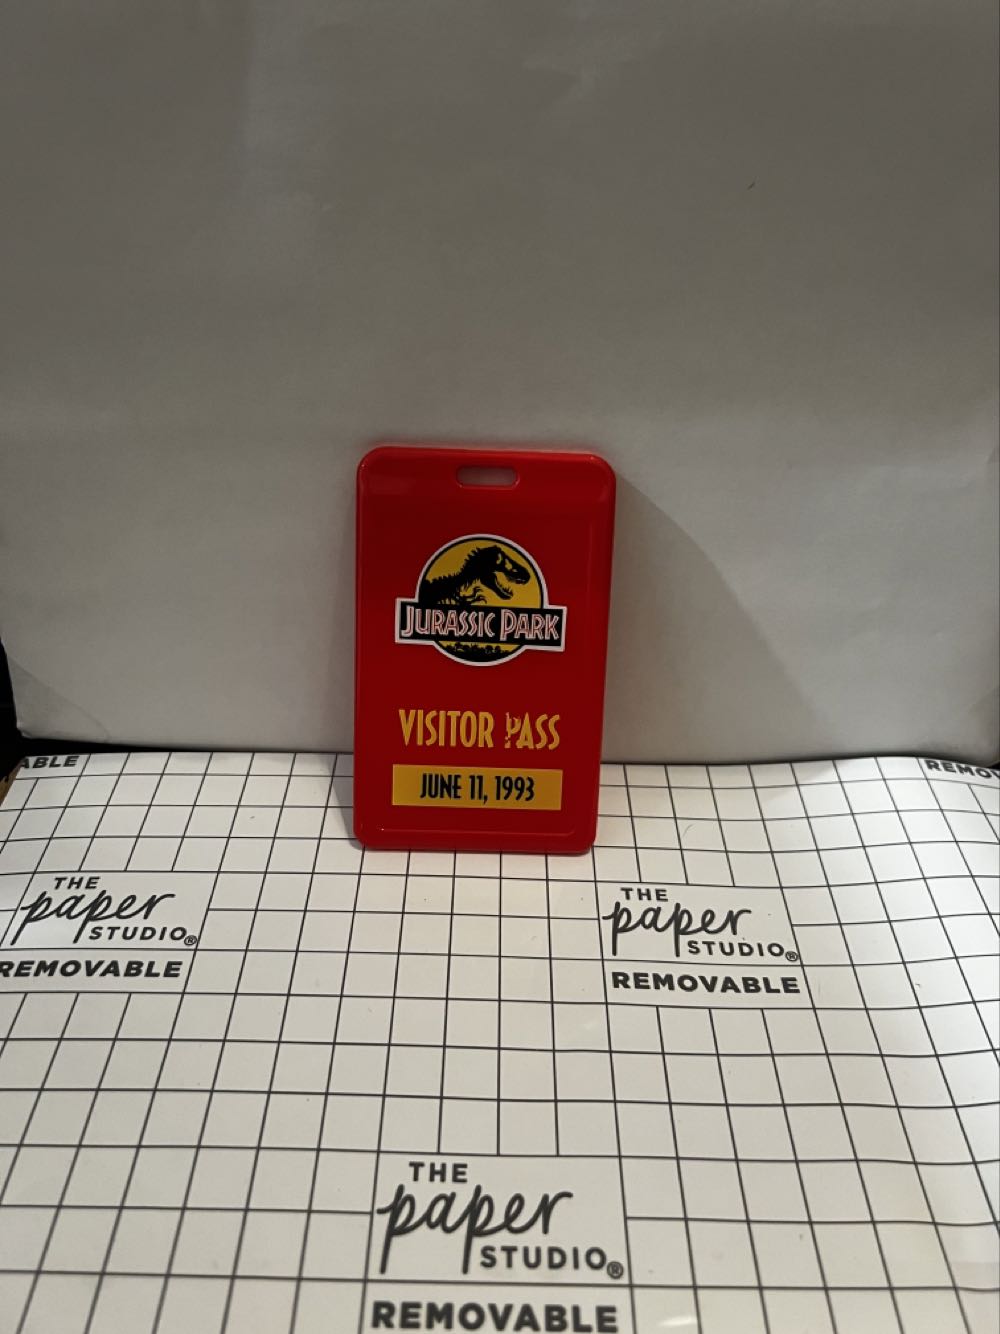 JURASSIC PARK
VISITOR PASS
JUNE 11, 1993
ABLE
REMOV
THE
paper
STUDIO®
REMOVABLE
THE
paper
STUDIO®
REMOVABLE
THE
paper
STUDIO®
REMOVABLE